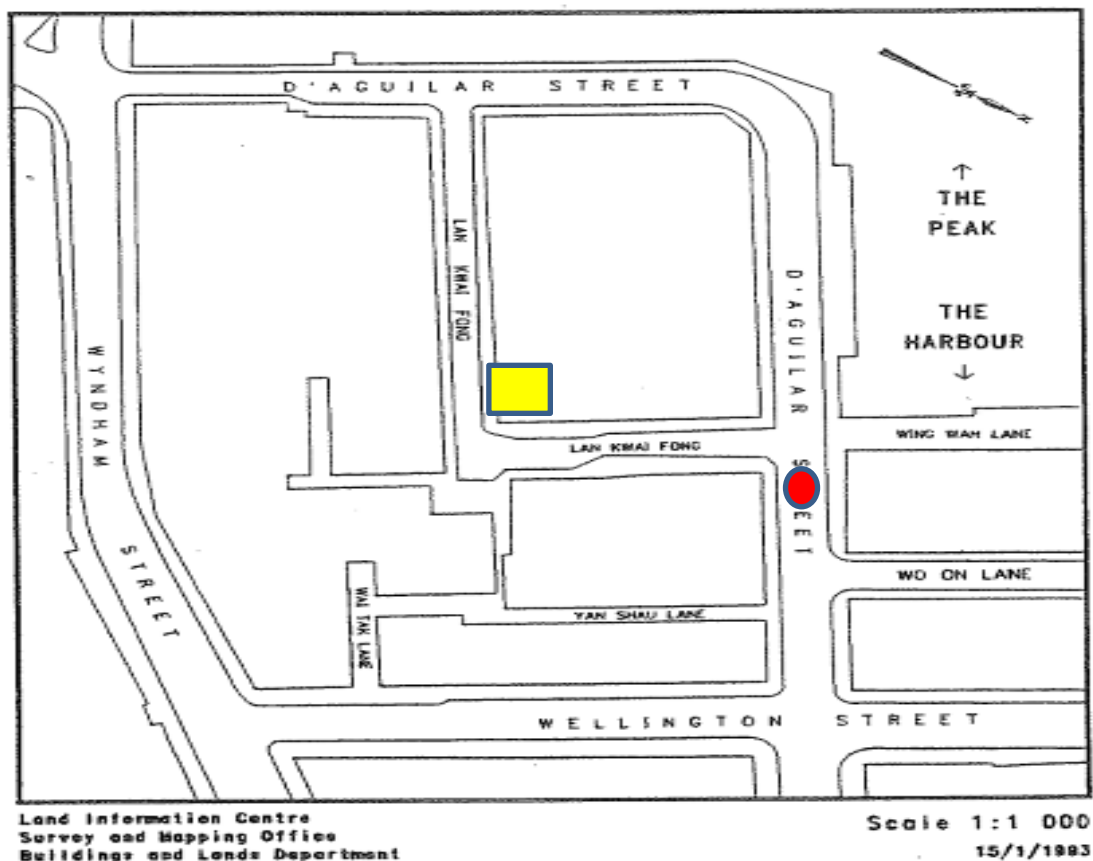 D'AGUILAR STREET
THE
PEAK
LAN KWAI FONG
D'AGUILAR
THE
HARBOUR
WYNDHAM
LAN KWAI FONG
WING WAH LANE
EET
STREET
WO ON LANE
WAI TAK LANE
YAN SHAU LANE
WELLINGTON STREET
Land Information Centre
Survey and Mapping Office
Buildings and Lands Department
Scale 1:1 000
15/1/1993